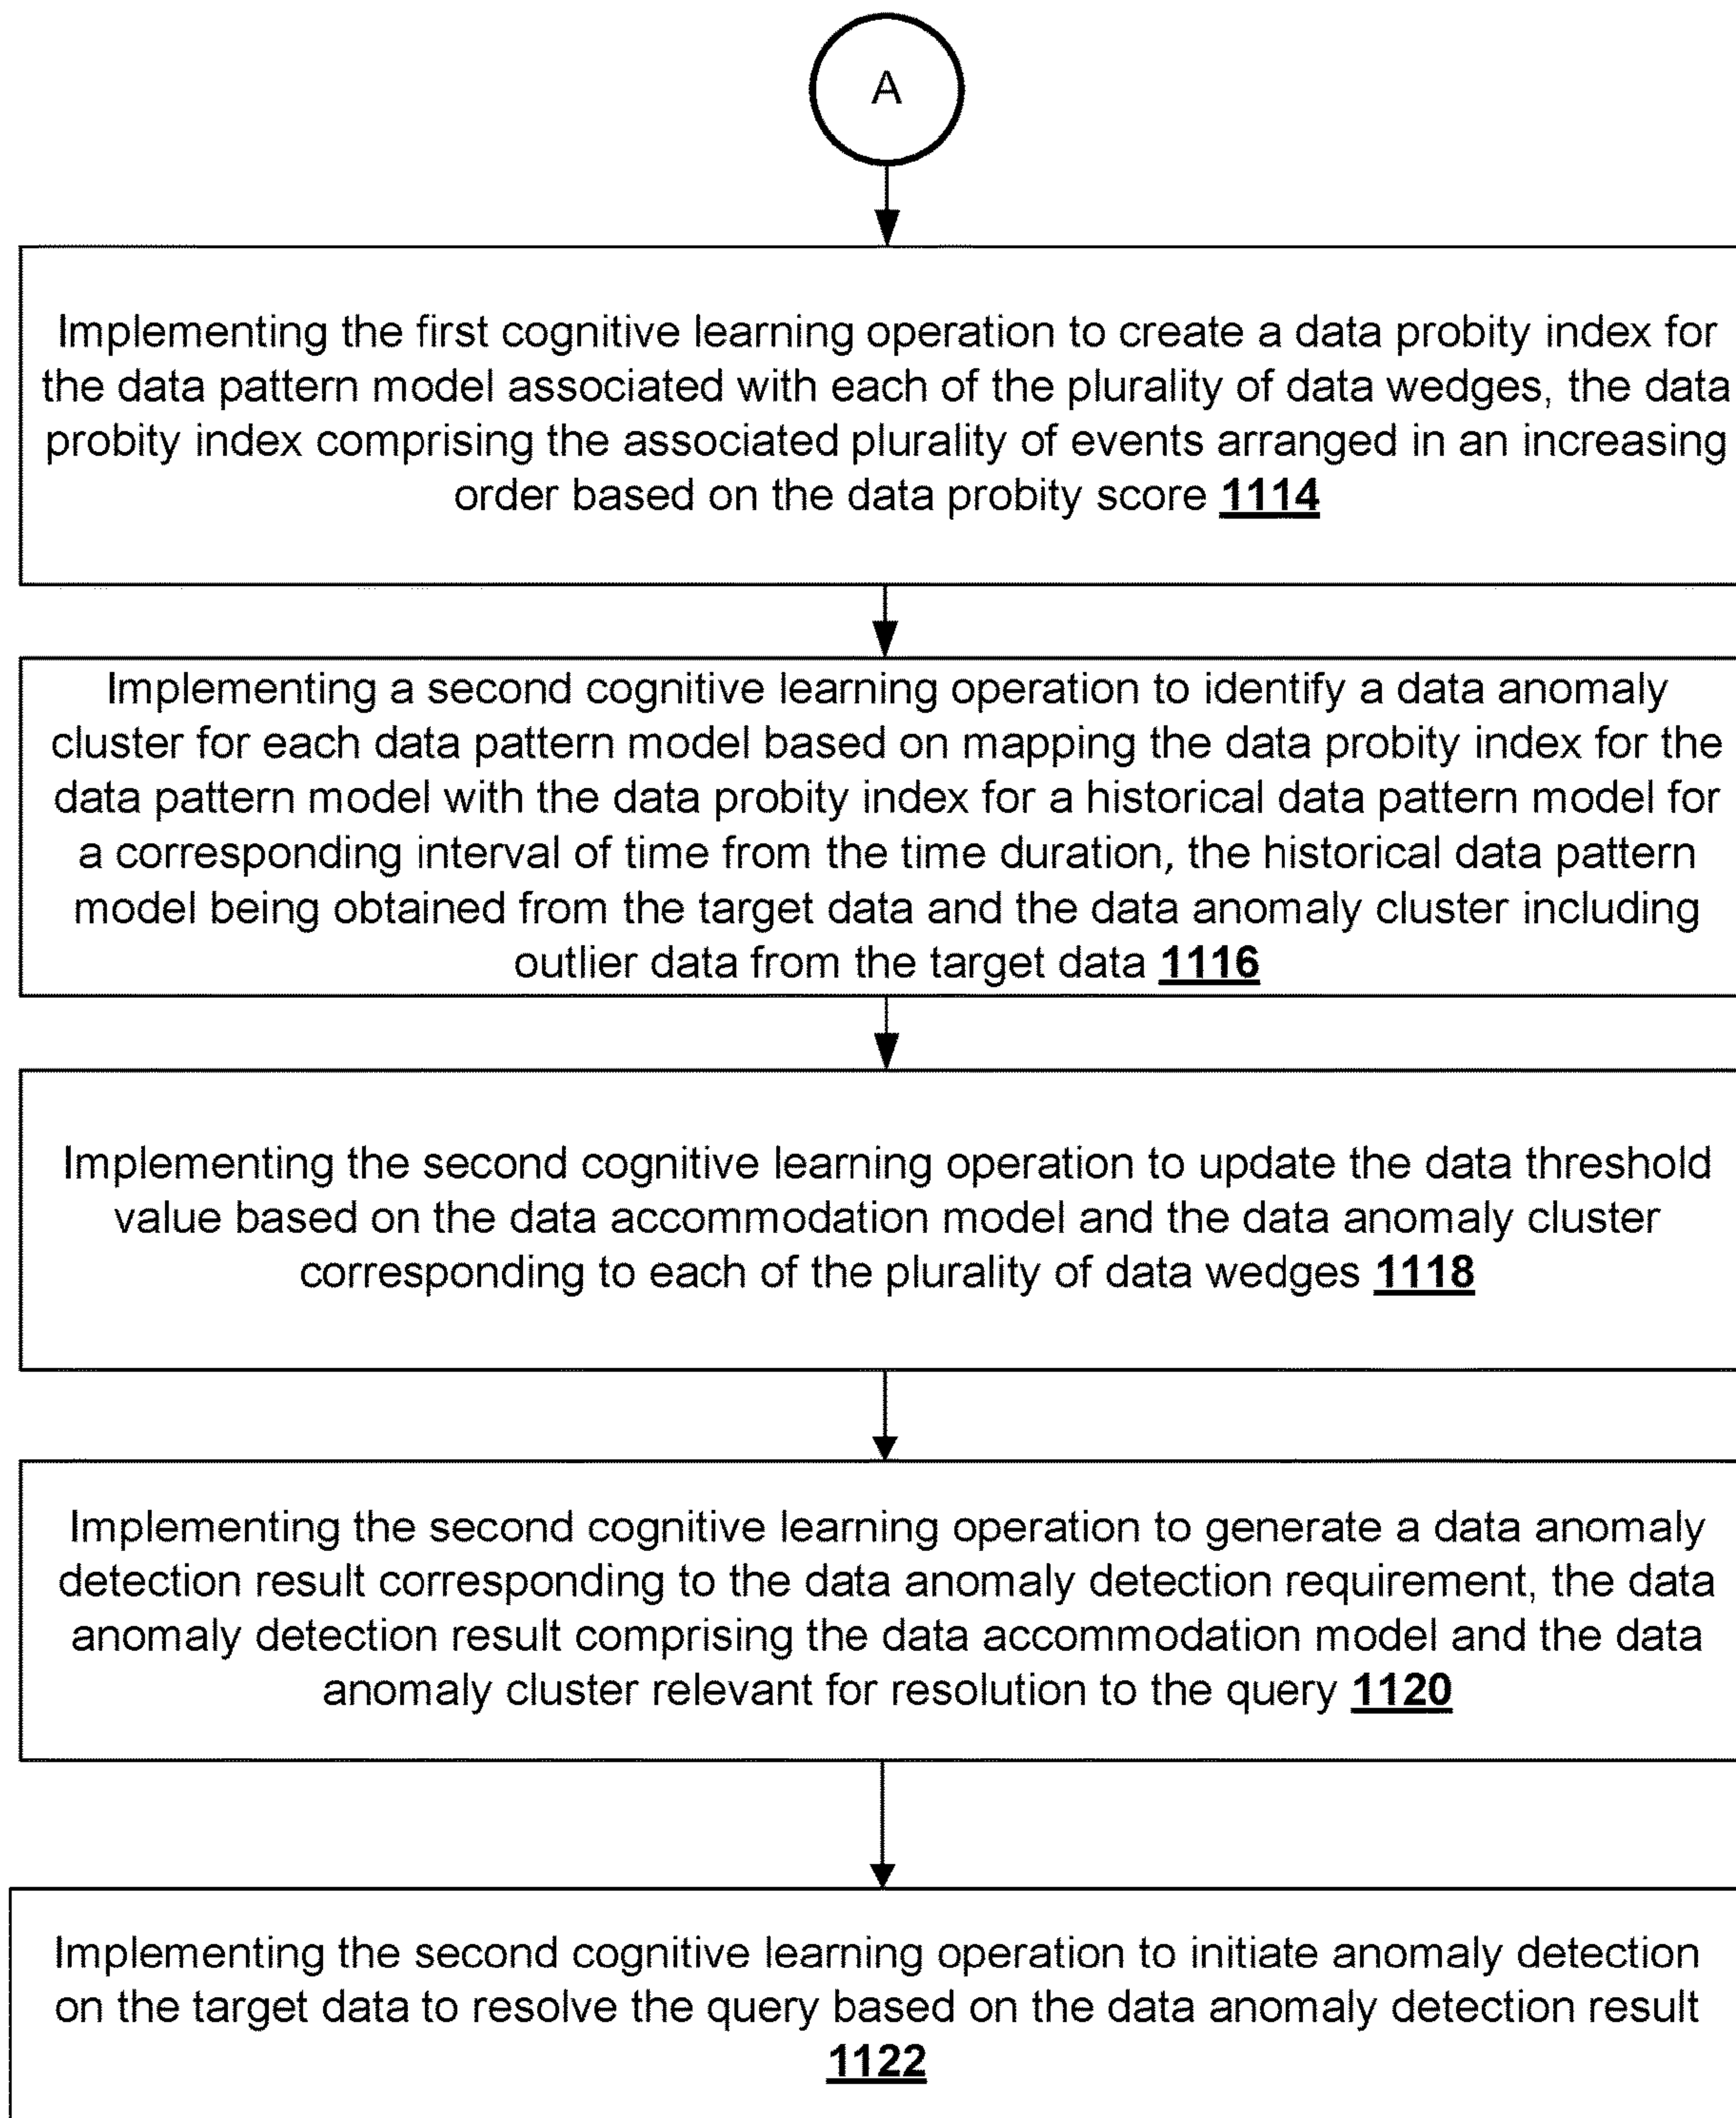 A
Implementing the first cognitive learning operation to create a data probity index for
the data pattern model associated with each of the plurality of data wedges, the data
probity index comprising the associated plurality of events arranged in an increasing
order based on the data probity score 1114
Implementing a second cognitive learning operation to identify a data anomaly
cluster for each data pattern model based on mapping the data probity index for the
data pattern model with the data probity index for a historical data pattern model for
a corresponding interval of time from the time duration, the historical data pattern
model being obtained from the target data and the data anomaly cluster including
outlier data from the target data 1116
Implementing the second cognitive learning operation to update the data threshold
value based on the data accommodation model and the data anomaly cluster
corresponding to each of the plurality of data wedges 1118
Implementing the second cognitive learning operation to generate a data anomaly
detection result corresponding to the data anomaly detection requirement, the data
anomaly detection result comprising the data accommodation model and the data
anomaly cluster relevant for resolution to the query 1120
Implementing the second cognitive learning operation to initiate anomaly detection
on the target data to resolve the query based on the data anomaly detection result
1122